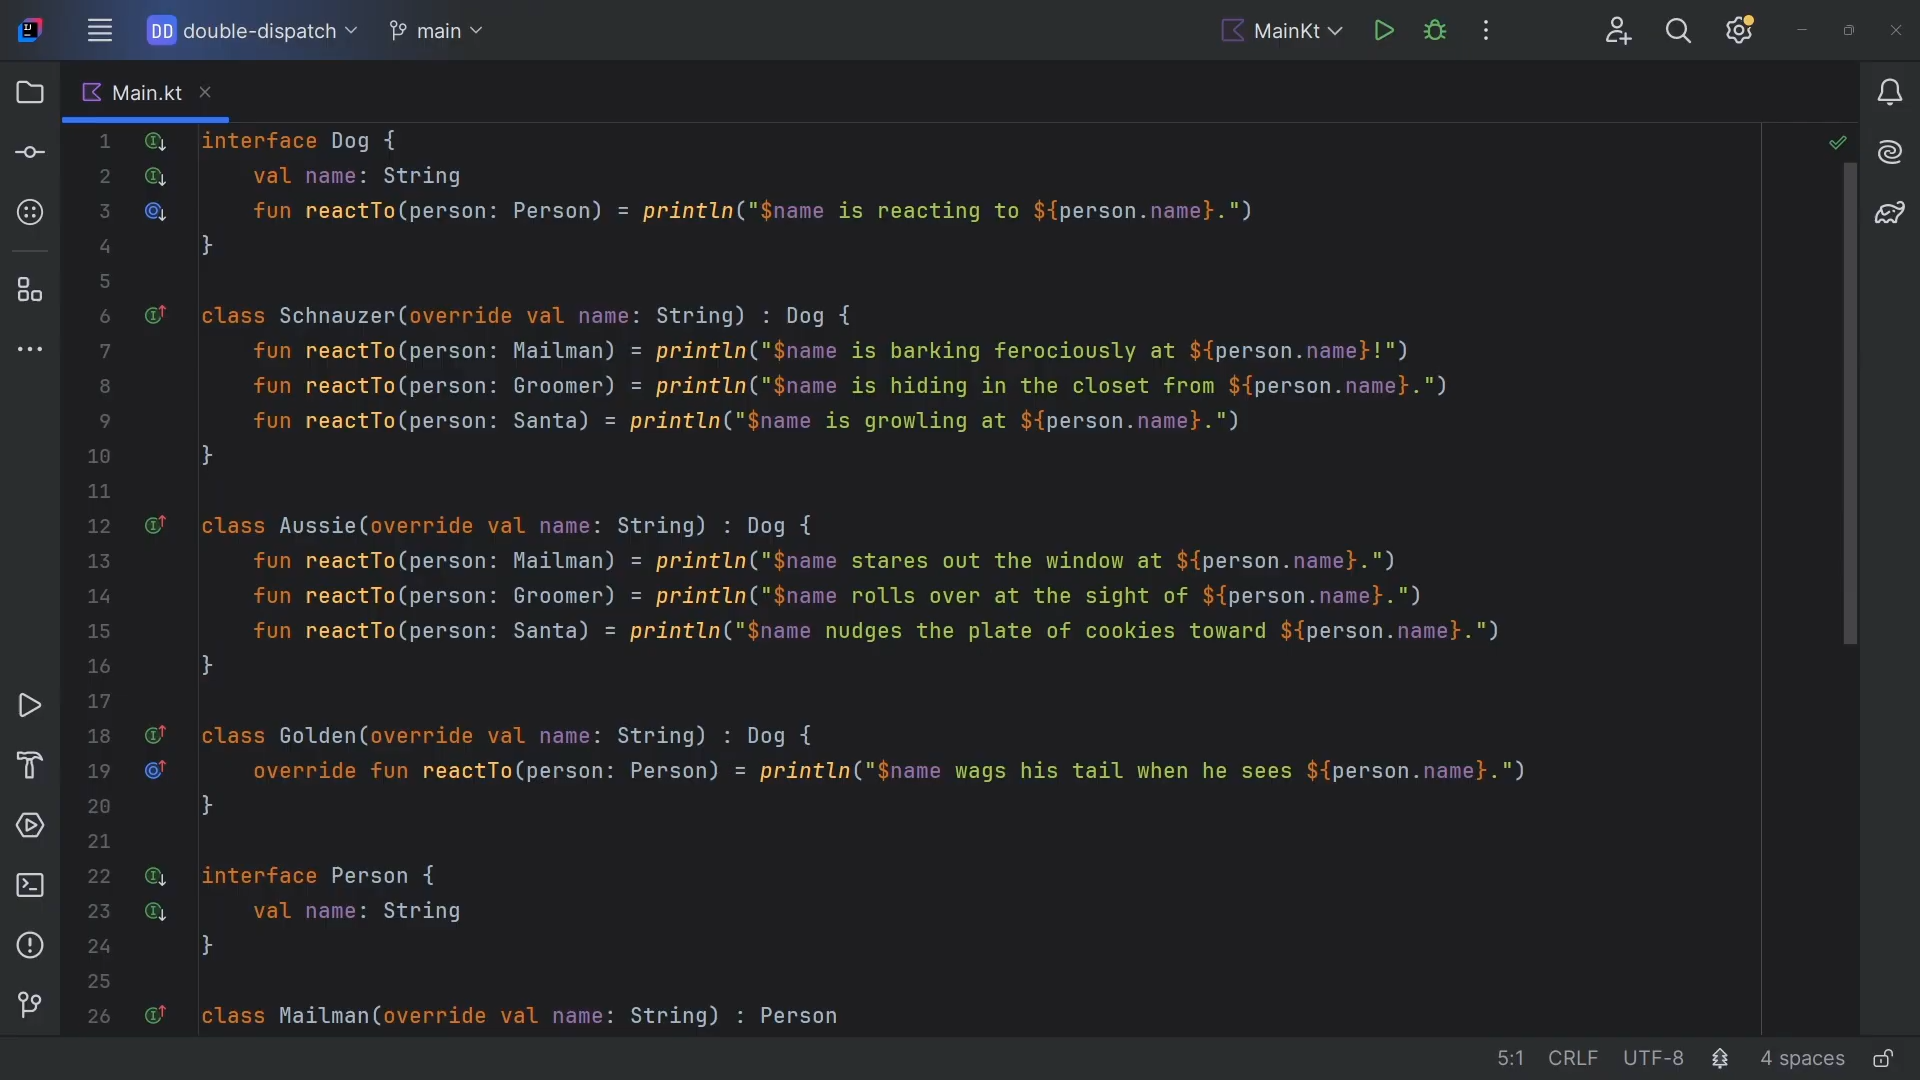 DD double-dispatch main MainKt
Main.kt
1 interface Dog {
2     val name: String
3     fun reactTo(person: Person) = println("$name is reacting to ${person.name}.")
4 }
5
6 class Schnauzer(override val name: String) : Dog {
7     fun reactTo(person: Mailman) = println("$name is barking ferociously at ${person.name}!")
8     fun reactTo(person: Groomer) = println("$name is hiding in the closet from ${person.name}.")
9     fun reactTo(person: Santa) = println("$name is growling at ${person.name}.")
10 }
11
12 class Aussie(override val name: String) : Dog {
13     fun reactTo(person: Mailman) = println("$name stares out the window at ${person.name}.")
14     fun reactTo(person: Groomer) = println("$name rolls over at the sight of ${person.name}.")
15     fun reactTo(person: Santa) = println("$name nudges the plate of cookies toward ${person.name}.")
16 }
17
18 class Golden(override val name: String) : Dog {
19     override fun reactTo(person: Person) = println("$name wags his tail when he sees ${person.name}.")
20 }
21
22 interface Person {
23     val name: String
24 }
25
26 class Mailman(override val name: String) : Person
5:1 CRLF UTF-8 4 spaces